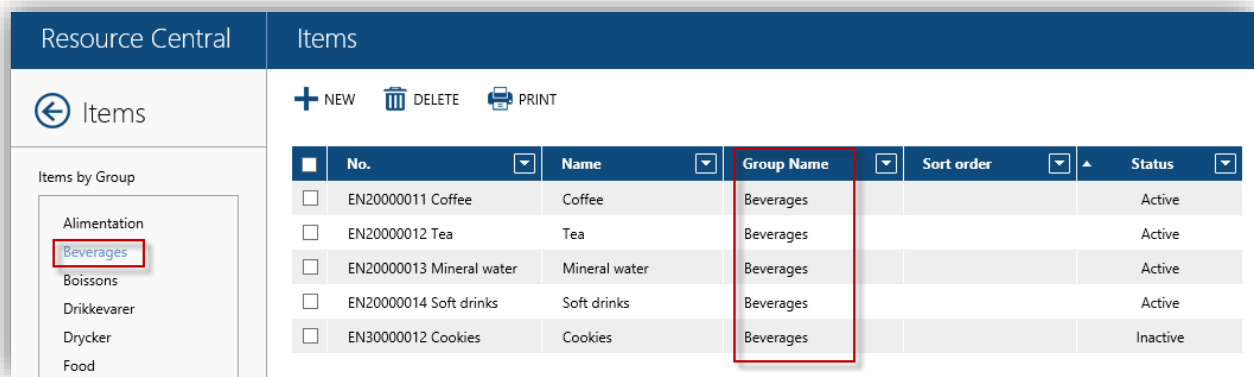 Resource Central Items
Items
NEW DELETE PRINT
Items by Group
Alimentation
Beverages
Boissons
Drikkevarer
Drycker
Food
No. Name Group Name Sort order Status
EN20000011 Coffee Coffee Beverages Active
EN20000012 Tea Tea Beverages Active
EN20000013 Mineral water Mineral water Beverages Active
EN20000014 Soft drinks Soft drinks Beverages Active
EN30000012 Cookies Cookies Beverages Inactive